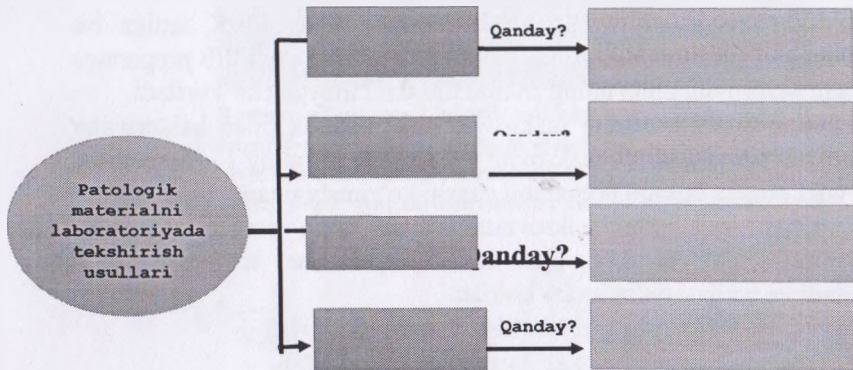 Qanday?
Qanday?
Patologik
materialni
laboratoriyada
tekshirish
usullari
Qanday?
Qanday?